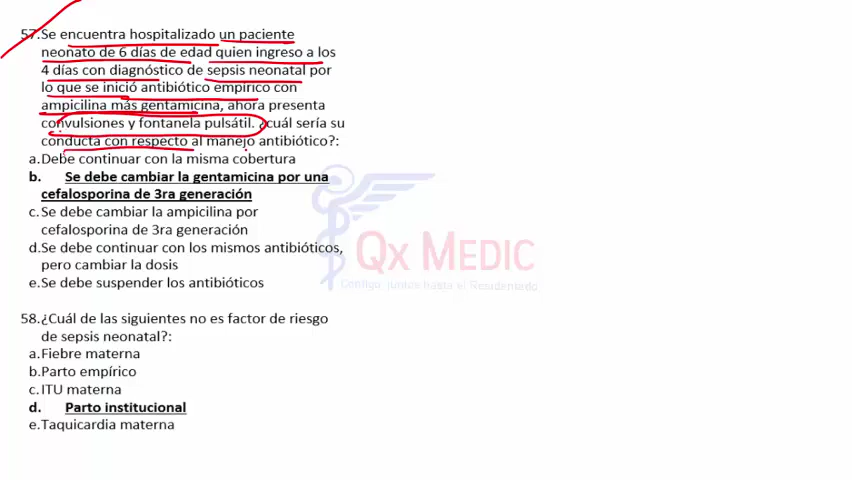 57.Se encuentra hospitalizado un paciente
neonato de 6 días de edad quien ingreso a los
4 días con diagnóstico de sepsis neonatal por
lo que se inició antibiótico empírico con
ampicilina más gentamicina, ahora presenta
convulsiones y fontanela pulsátil. ¿cuál sería su
conducta con respecto al manejo antibiótico?:
a.Debe continuar con la misma cobertura
b. Se debe cambiar la gentamicina por una
cefalosporina de 3ra generación
c.Se debe cambiar la ampicilina por
cefalosporina de 3ra generación
d.Se debe continuar con los mismos antibióticos,
pero cambiar la dosis
e.Se debe suspender los antibióticos
58.¿Cuál de las siguientes no es factor de riesgo
de sepsis neonatal?:
a.Fiebre materna
b.Parto empírico
c.ITU materna
d. Parto institucional
e.Taquicardia materna
Qx MEDIC
Contigo, juntos hasta el Residentado